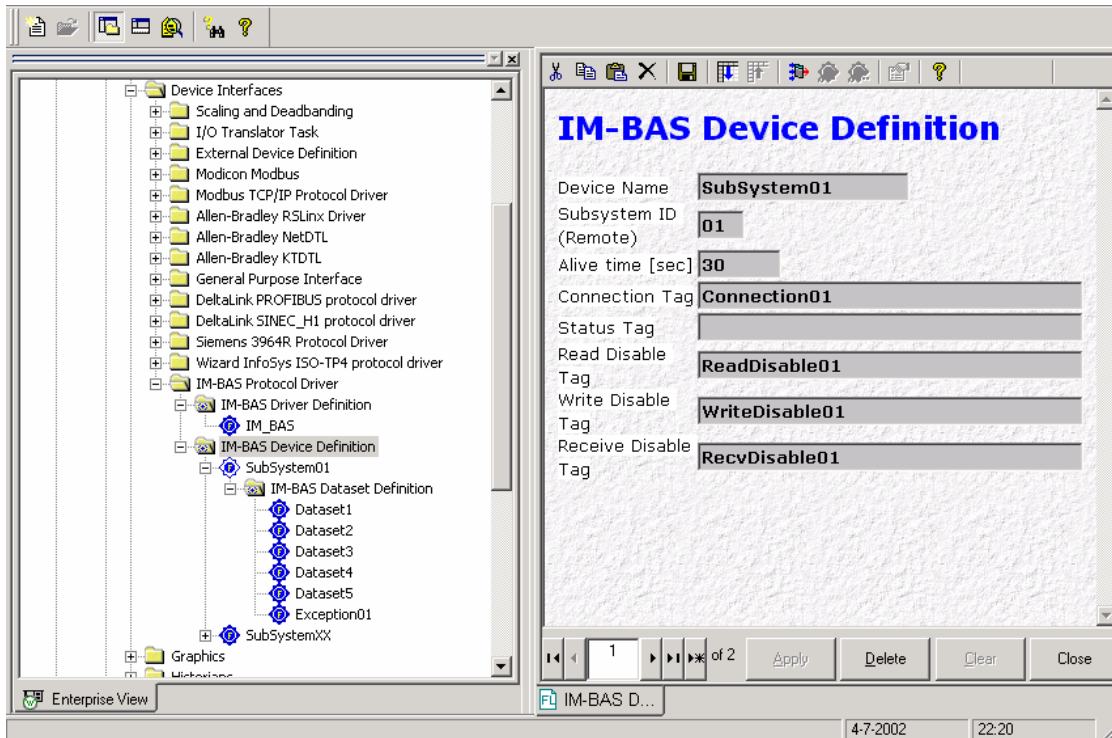 Device Interfaces
Scaling and Deadbanding
I/O Translator Task
External Device Definition
Modicon Modbus
Modbus TCP/IP Protocol Driver
Allen-Bradley RSLinx Driver
Allen-Bradley NetDTL
Allen-Bradley KTDTL
General Purpose Interface
DeltaLink PROFIBUS protocol driver
DeltaLink SINEC_H1 protocol driver
Siemens 3964R Protocol Driver
Wizard InfoSys ISO-TP4 protocol driver
IM-BAS Protocol Driver
IM-BAS Driver Definition
IM_BAS
IM-BAS Device Definition
SubSystem01
IM-BAS Dataset Definition
Dataset1
Dataset2
Dataset3
Dataset4
Dataset5
Exception01
SubSystemXX
Graphics
Historians
Enterprise View
IM-BAS Device Definition
Device Name SubSystem01
Subsystem ID
(Remote) 01
Alive time [sec] 30
Connection Tag Connection01
Status Tag
Read Disable
Tag ReadDisable01
Write Disable
Tag WriteDisable01
Receive Disable
Tag RecvDisable01
1 of 2 Apply Delete Clear Close
FL IM-BAS D...
4-7-2002 22:20